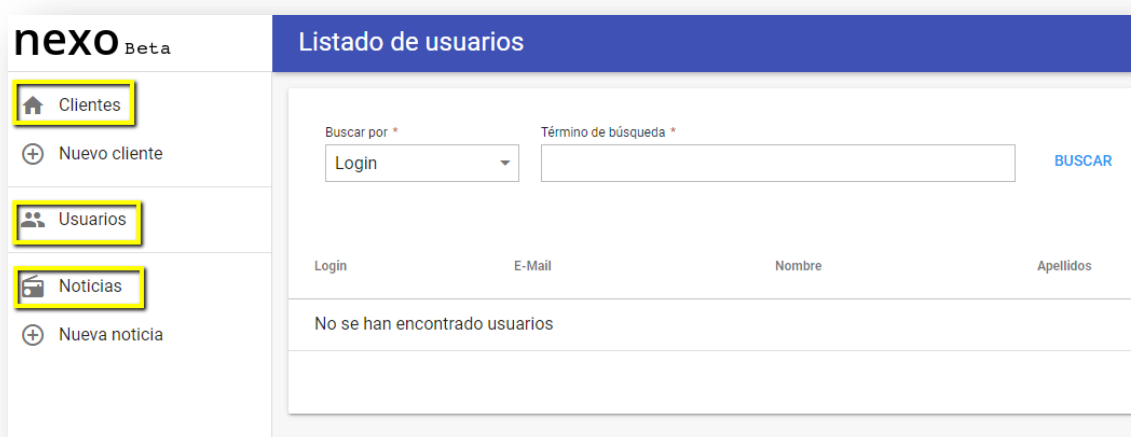 nexo Beta
Listado de usuarios
Clientes
Nuevo cliente
Usuarios
Noticias
Nueva noticia
Buscar por *
Término de búsqueda *
Login
BUSCAR
Login E-Mail Nombre Apellidos
No se han encontrado usuarios